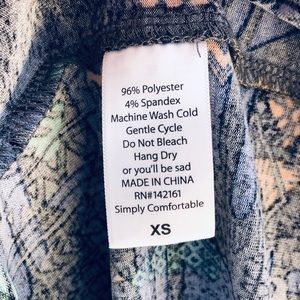 96% Polyester
4% Spandex
Machine Wash Cold
Gentle Cycle
Do Not Bleach
Hang Dry
or you'll be sad
MADE IN CHINA
RN#142161
Simply Comfortable
XS